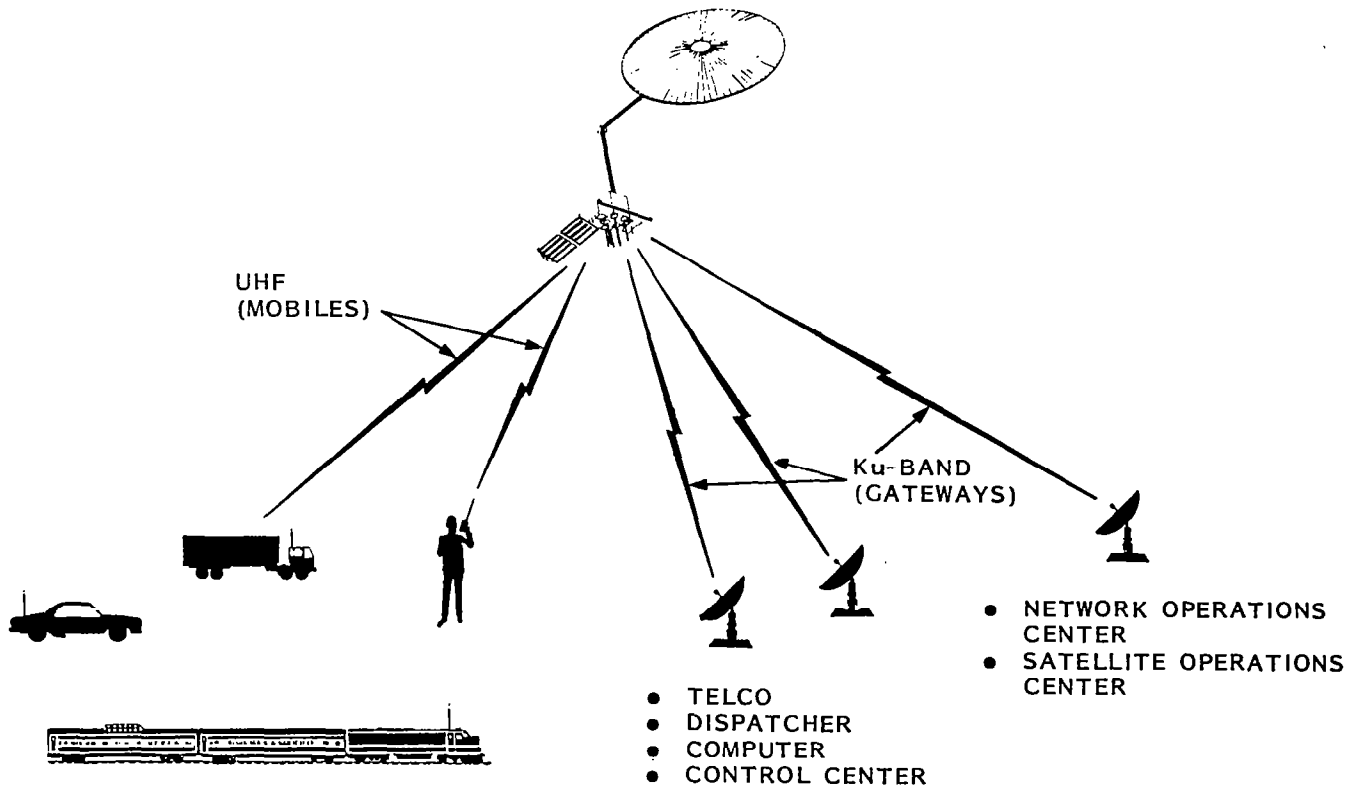 UHF
(MOBILES)
Ku-BAND
(GATEWAYS)
• NETWORK OPERATIONS
CENTER
• SATELLITE OPERATIONS
CENTER
• TELCO
• DISPATCHER
• COMPUTER
• CONTROL CENTER